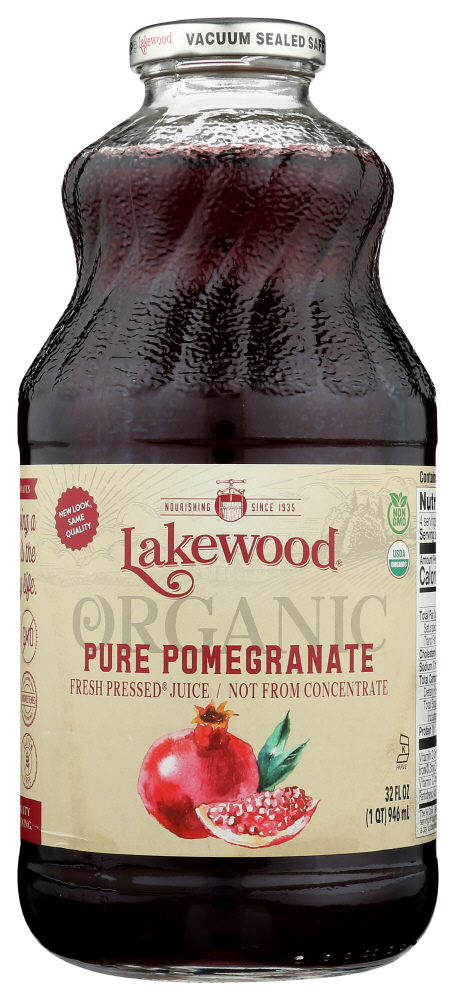 Lakewood VACUUM SEALED SAFE
NEW LOOK,
SAME
QUALITY
NOURISHING SINCE 1935
Lakewood®
ORGANIC
PURE POMEGRANATE
FRESH PRESSED® JUICE / NOT FROM CONCENTRATE
NON
GMO
USDA
ORGANIC
K
PARVE
32 FL OZ
(1 QT) 946 mL